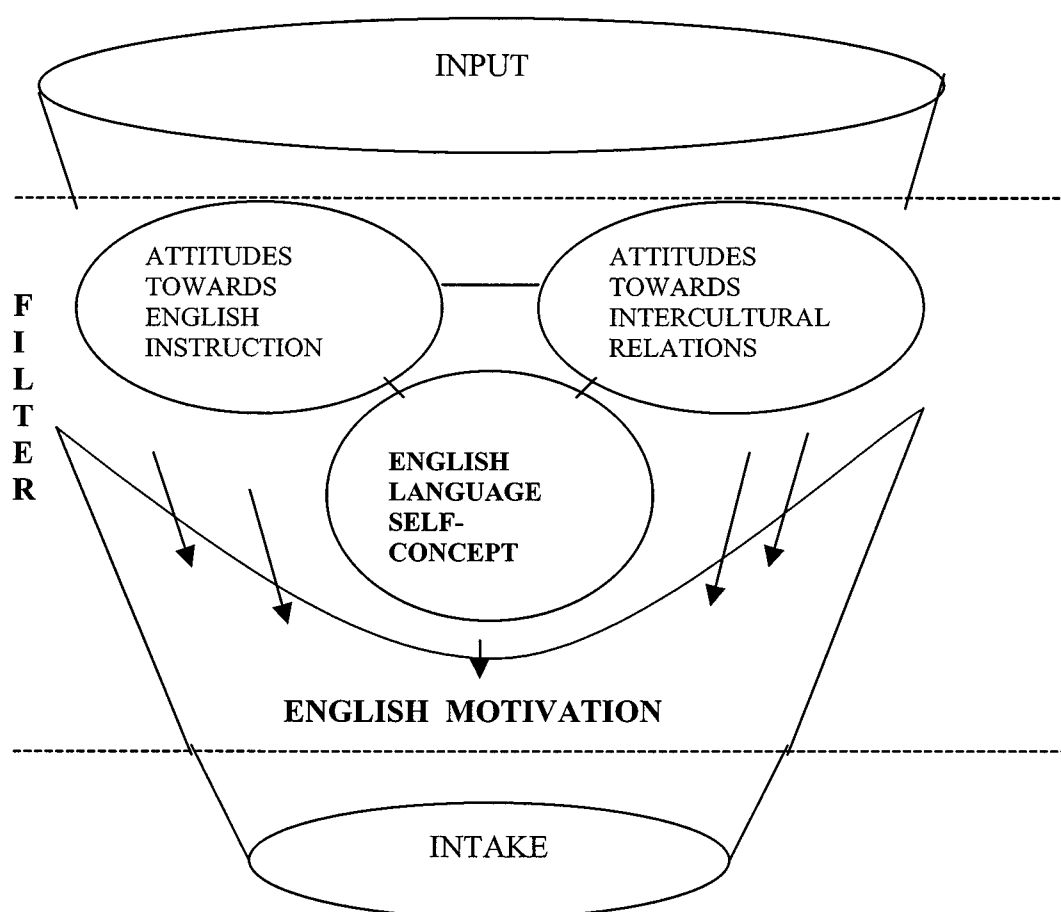 INPUT
ATTITUDES
TOWARDS
ENGLISH
INSTRUCTION
ATTITUDES
TOWARDS
INTERCULTURAL
RELATIONS
F
I
L
T
E
R
ENGLISH
LANGUAGE
SELF-
CONCEPT
ENGLISH MOTIVATION
INTAKE